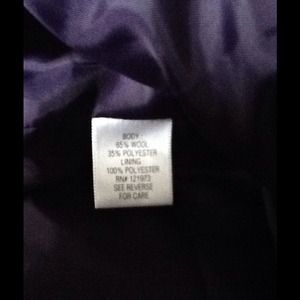 BODY:
65% WOOL
35% POLYESTER
LINING
100% POLYESTER
RN# 121973
SEE REVERSE
FOR CARE